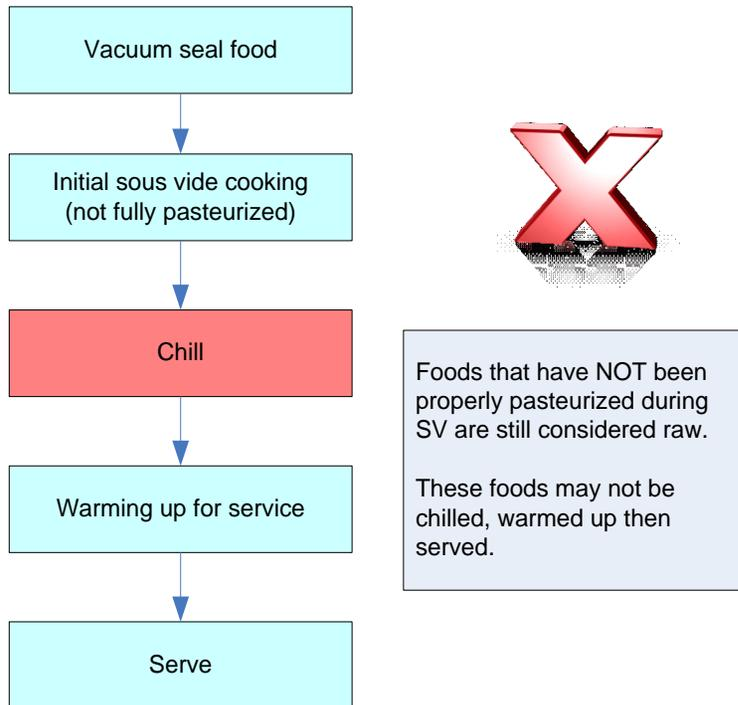 Vacuum seal food
Initial sous vide cooking
(not fully pasteurized)
Chill
Warming up for service
Serve
X
Foods that have NOT been
properly pasteurized during
SV are still considered raw.
These foods may not be
chilled, warmed up then
served.